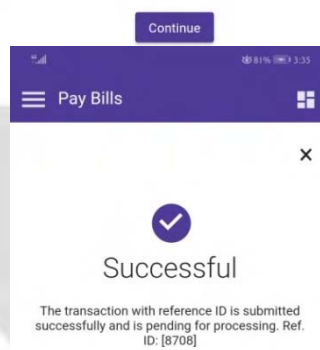 Continue
81% 3:35
Pay Bills
X
Successful
The transaction with reference ID is submitted
successfully and is pending for processing. Ref.
ID: [8708]